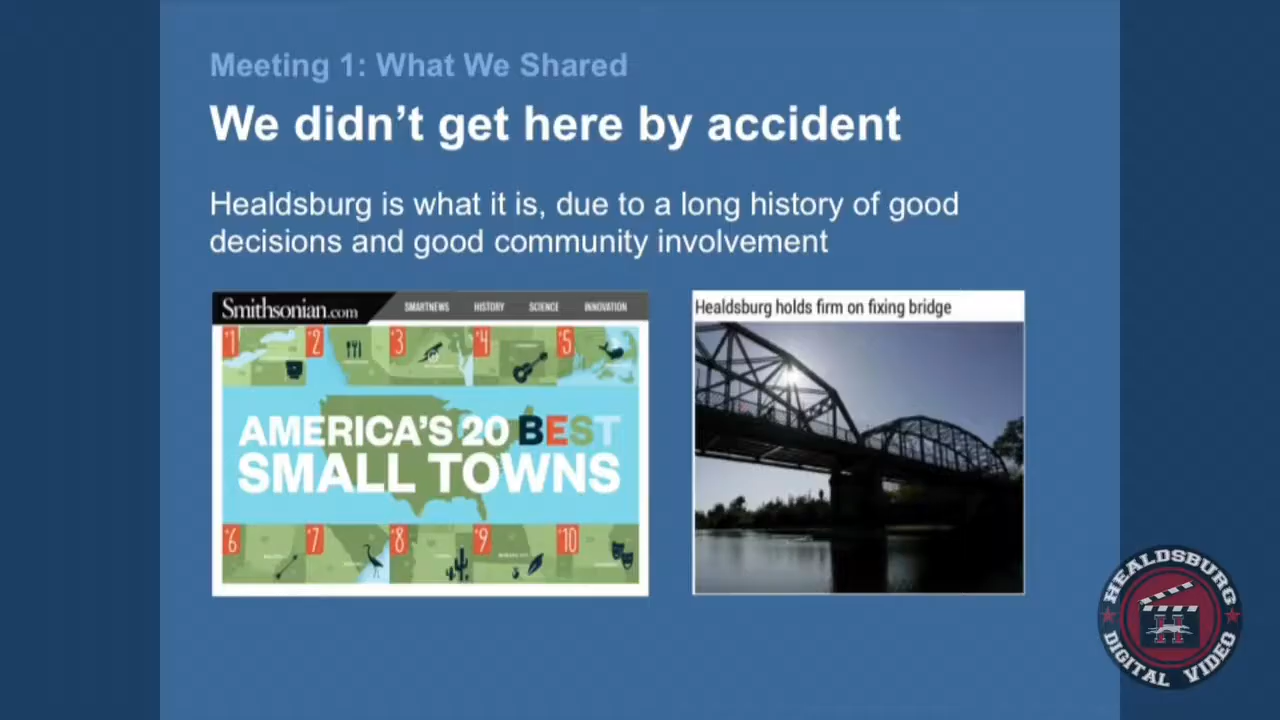 Meeting 1: What We Shared
We didn’t get here by accident
Healdsburg is what it is, due to a long history of good
decisions and good community involvement
Smithsonian.com
SMARTNEWS HISTORY SCIENCE INNOVATION
#1 #2 #3 #4 #5
AMERICA’S 20 BEST
SMALL TOWNS
#6 #7 #8 #9 #10
Healdsburg holds firm on fixing bridge
HEALDSBURG
H
DIGITAL VIDEO